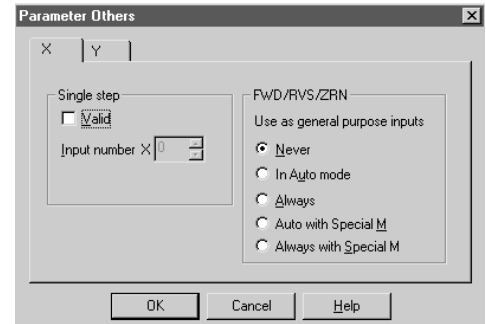 Parameter Others
X Y
Single step
Valid
Input number X 0
FWD/RVS/ZRN
Use as general purpose inputs
Never
In Auto mode
Always
Auto with Special M
Always with Special M
OK Cancel Help